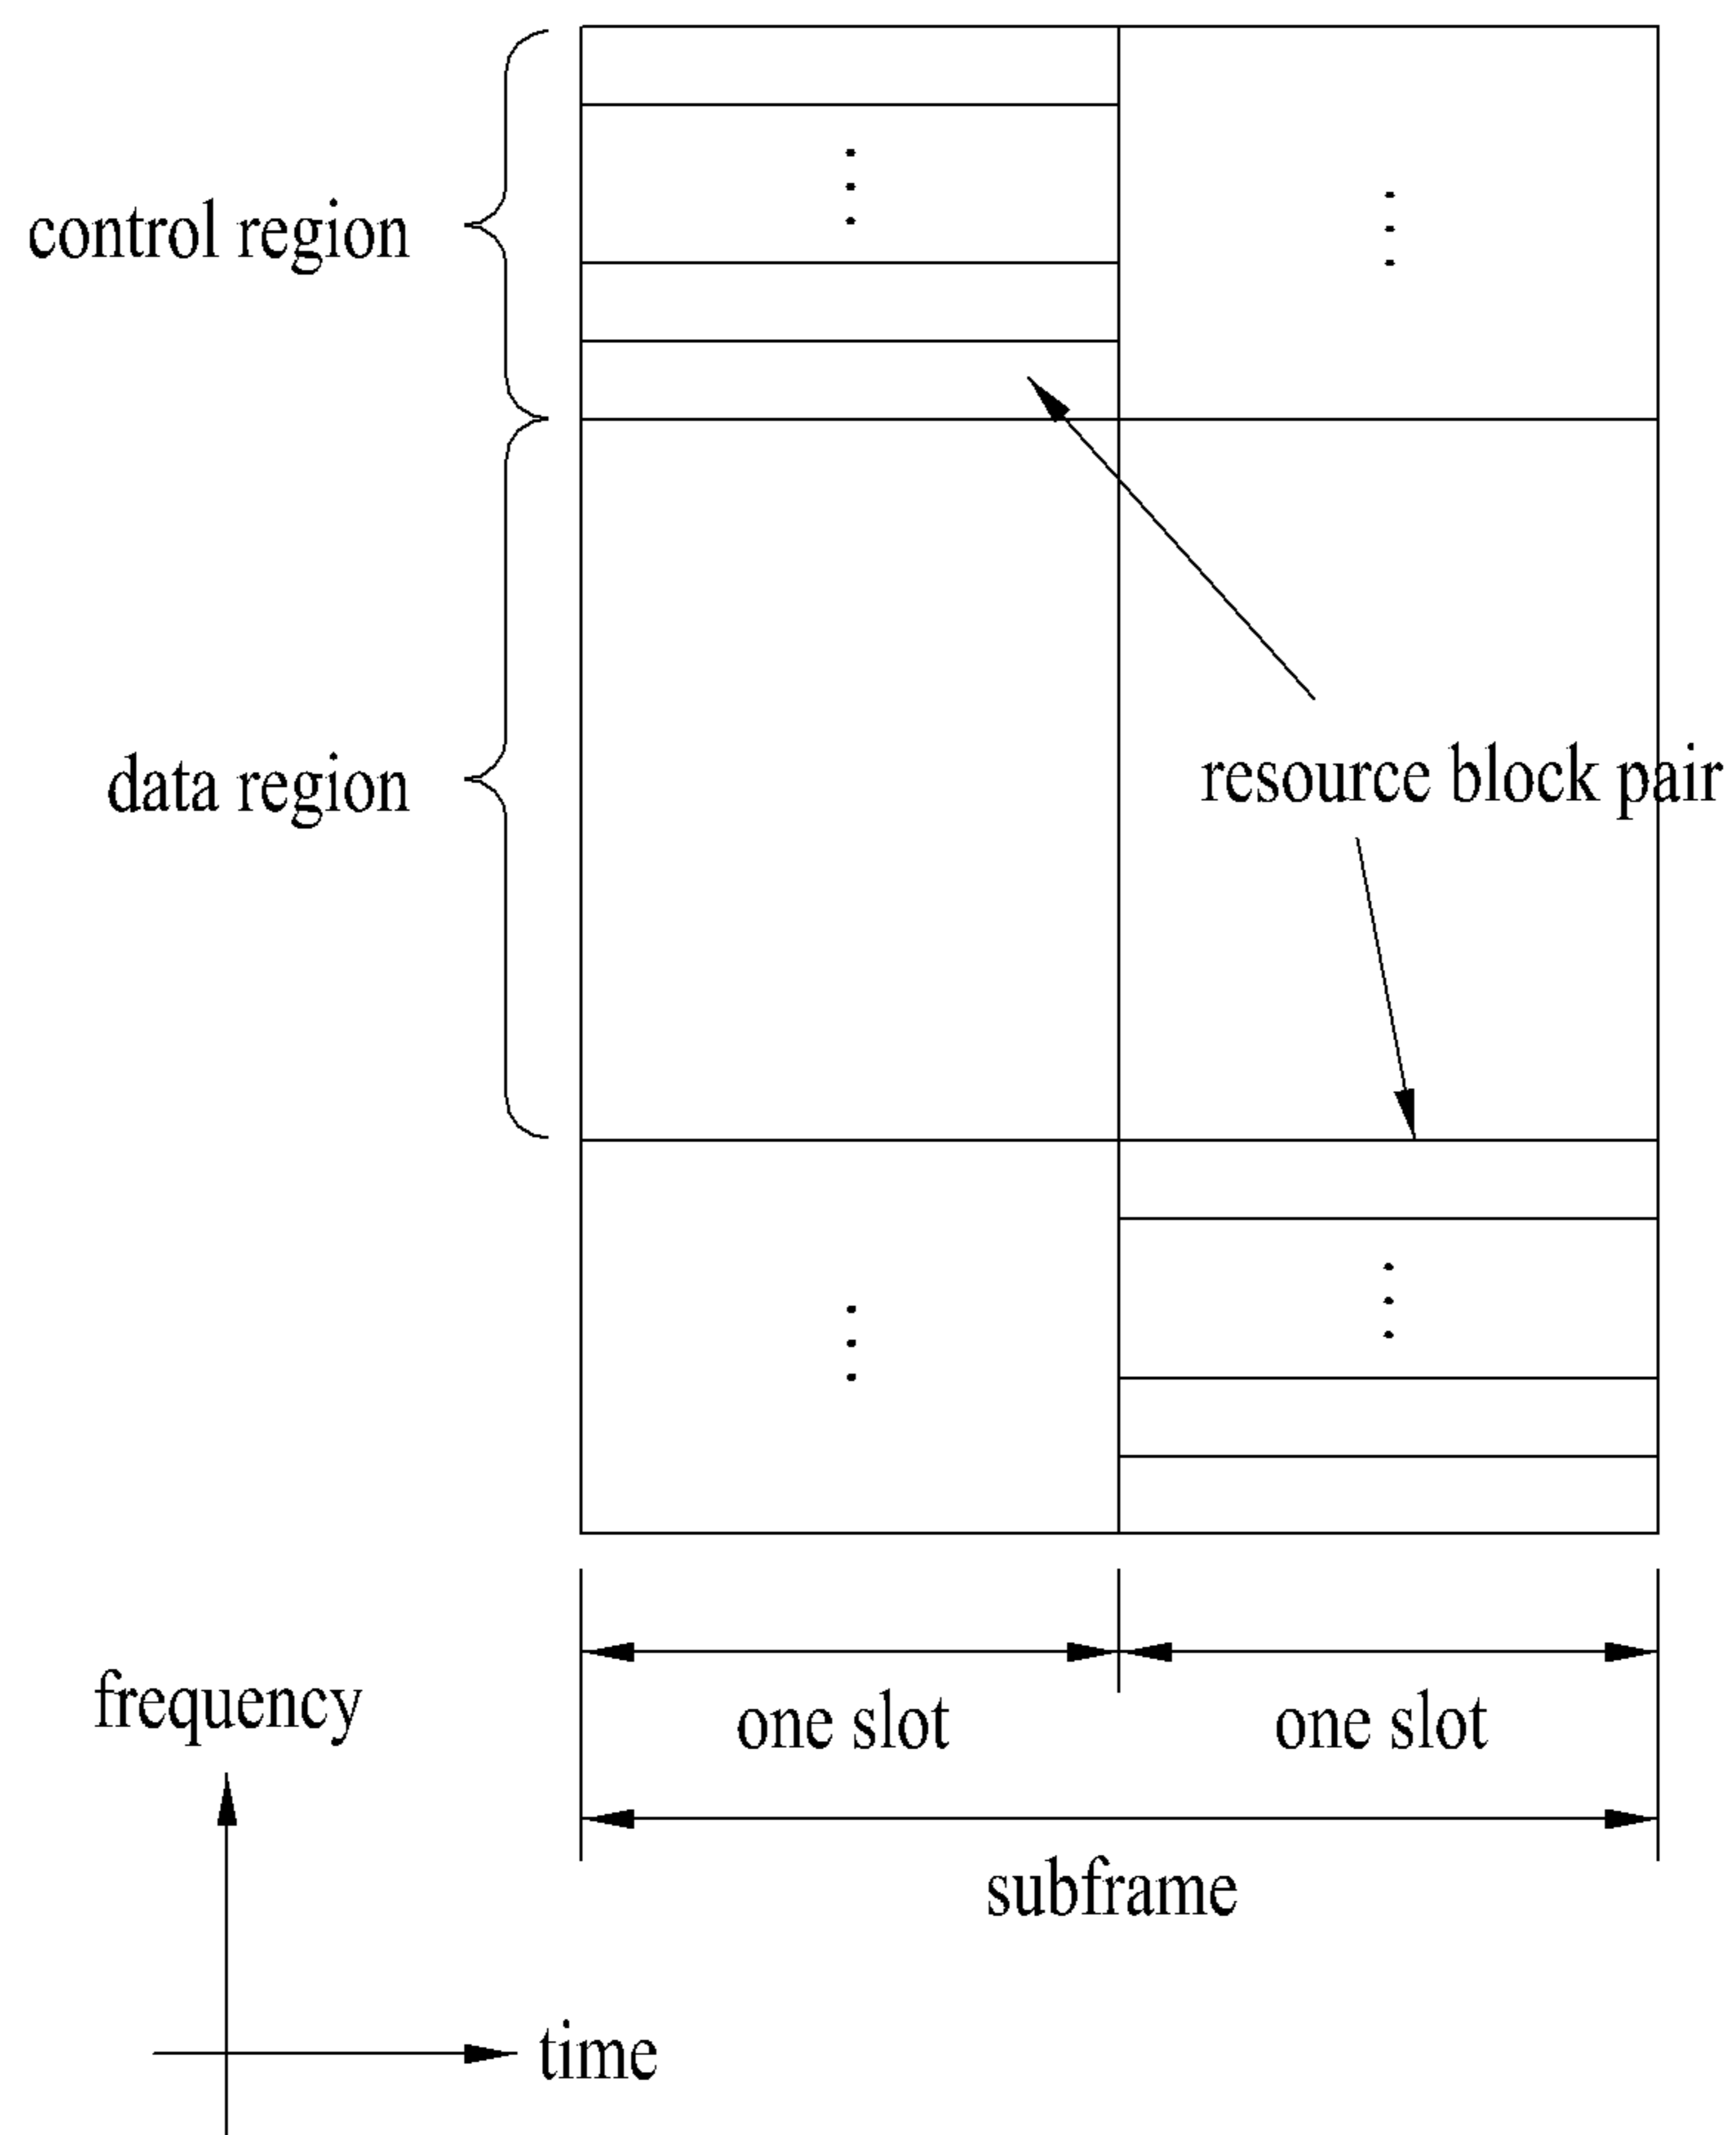 control region
data region
resource block pair
one slot
one slot
subframe
frequency
time